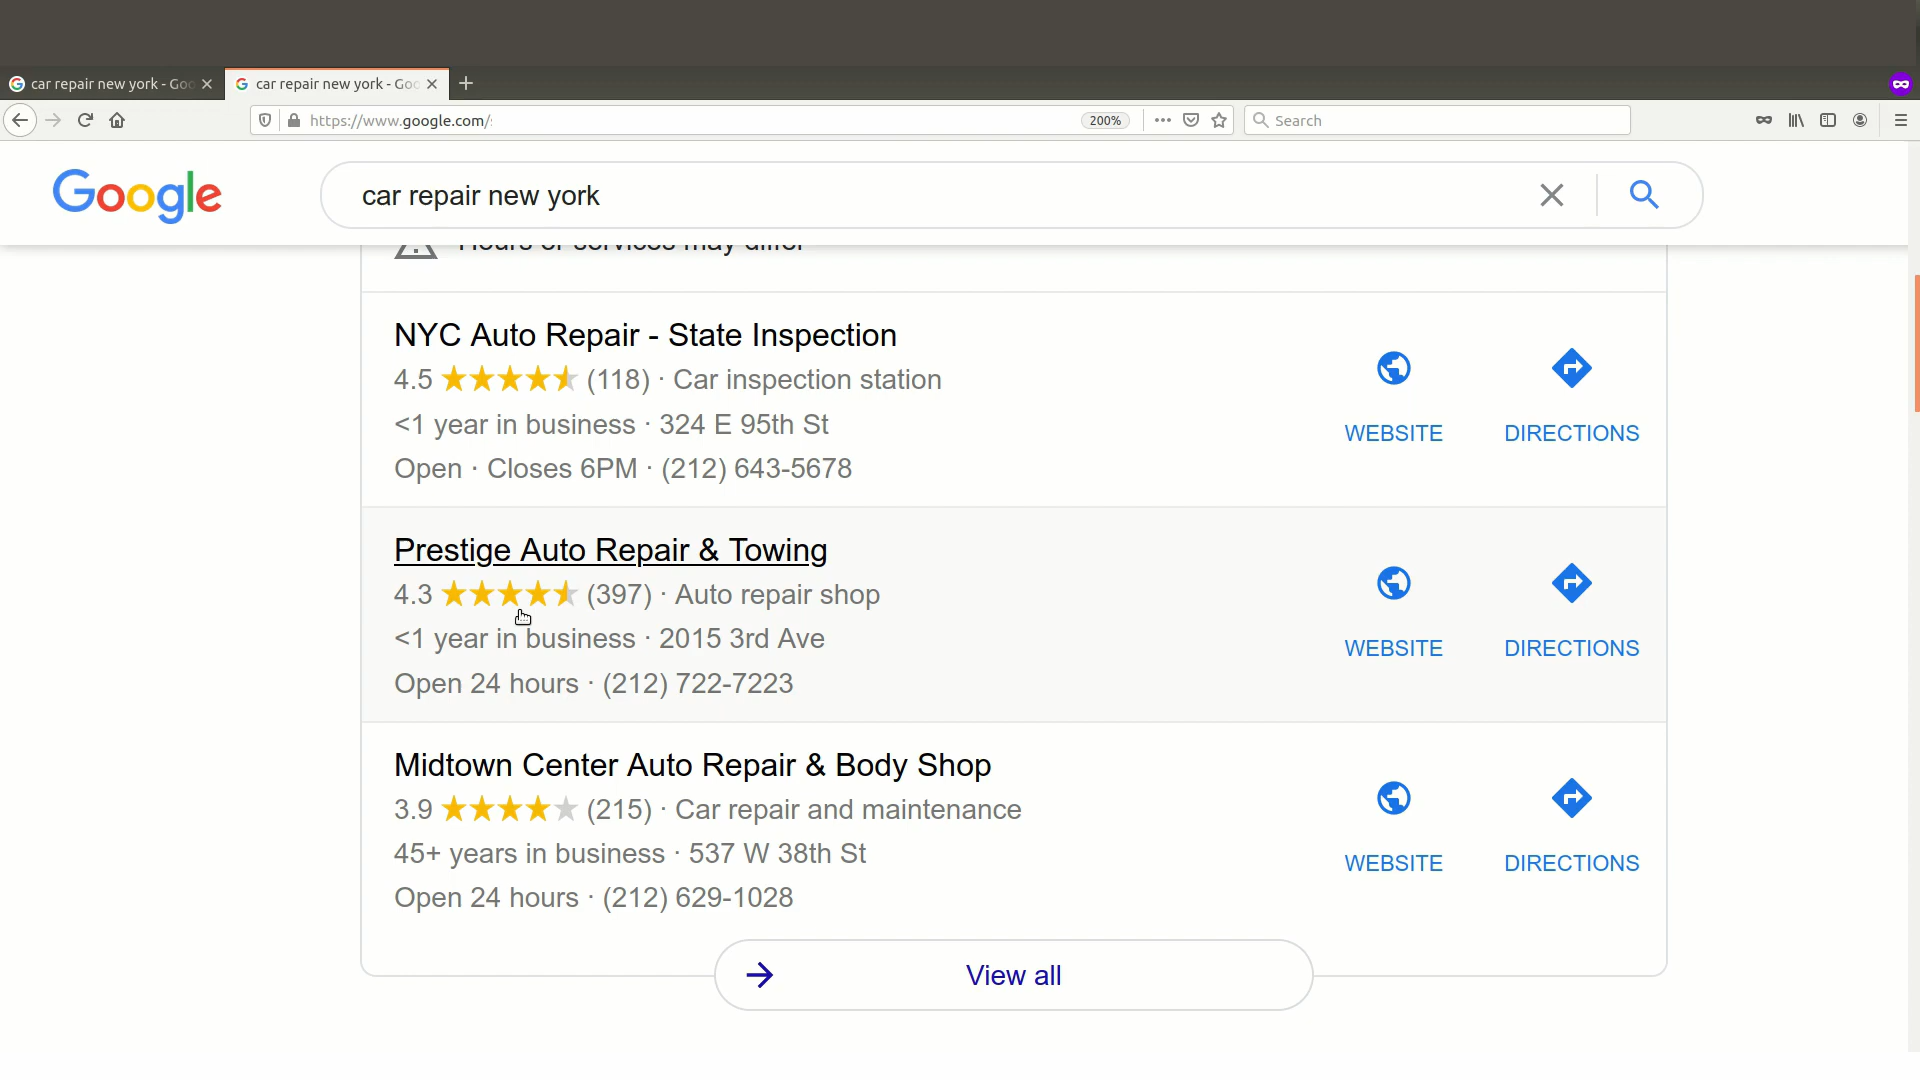 car repair new york - Goo
car repair new york - Goo
https://www.google.com/
200%
Search
Google
car repair new york
Hours or services may differ
NYC Auto Repair - State Inspection
4.5 (118) · Car inspection station
<1 year in business · 324 E 95th St
Open · Closes 6PM · (212) 643-5678
WEBSITE
DIRECTIONS
Prestige Auto Repair & Towing
4.3 (397) · Auto repair shop
<1 year in business · 2015 3rd Ave
Open 24 hours · (212) 722-7223
WEBSITE
DIRECTIONS
Midtown Center Auto Repair & Body Shop
3.9 (215) · Car repair and maintenance
45+ years in business · 537 W 38th St
Open 24 hours · (212) 629-1028
WEBSITE
DIRECTIONS
View all